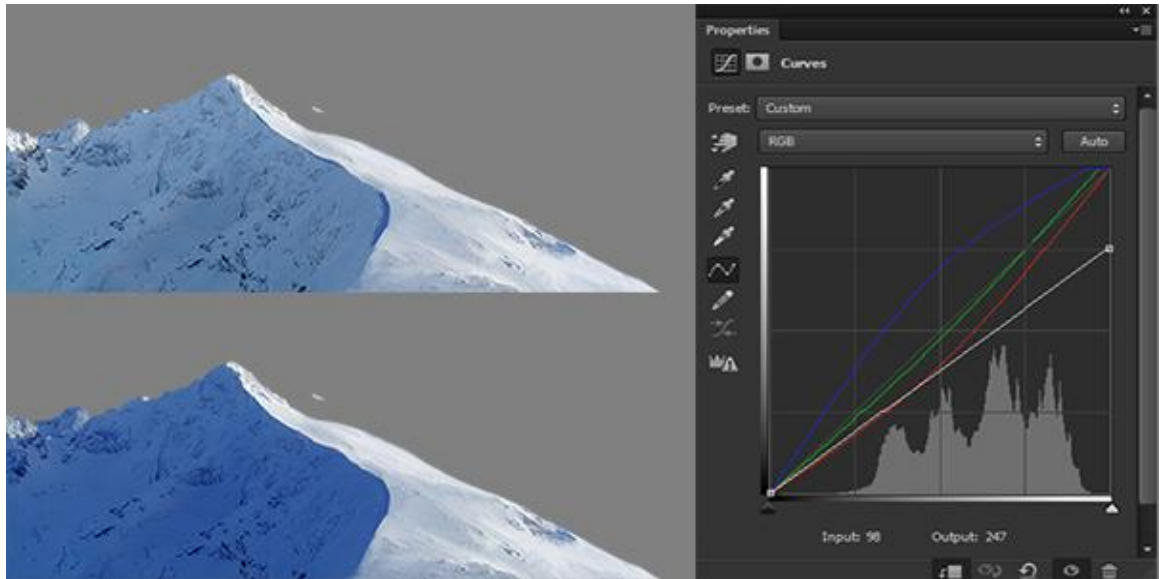 Properties
Curves
Preset: Custom
RGB
Auto
Input: 98 Output: 247